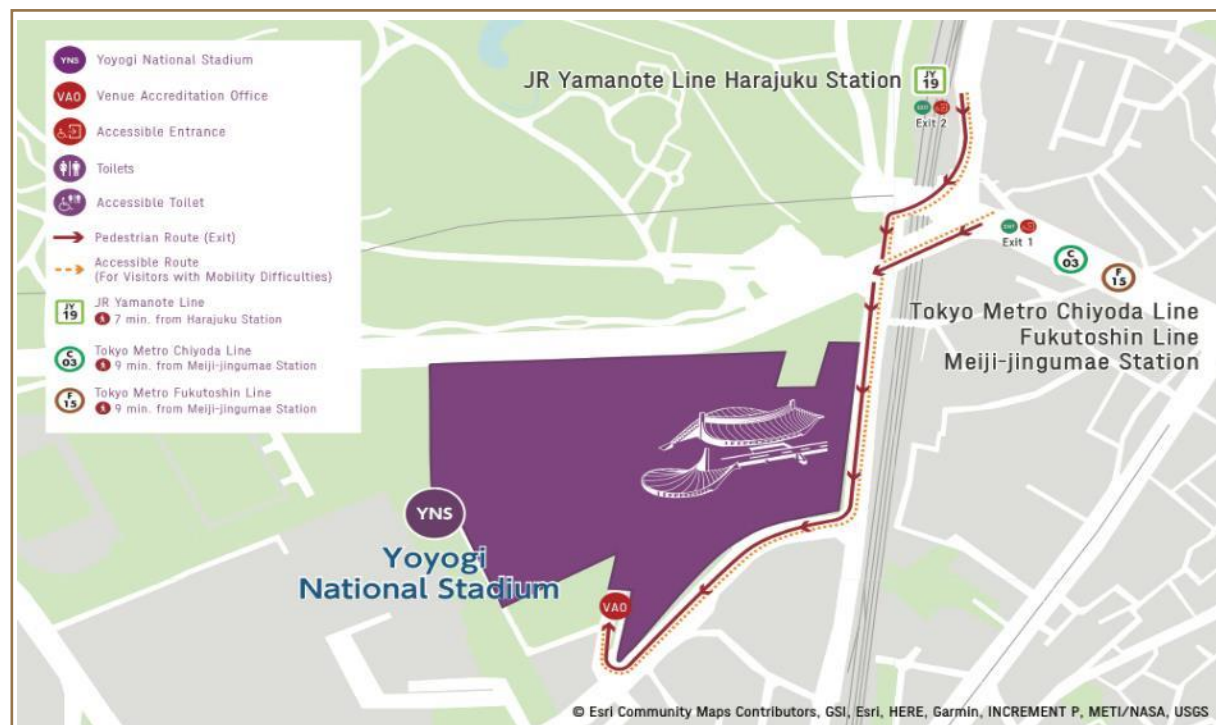 YNS Yoyogi National Stadium
VAO Venue Accreditation Office
Accessible Entrance
Toilets
Accessible Toilet
Pedestrian Route (Exit)
Accessible Route
(For Visitors with Mobility Difficulties)
JY 19 JR Yamanote Line
7 min. from Harajuku Station
C 03 Tokyo Metro Chiyoda Line
9 min. from Meiji-jingumae Station
F 15 Tokyo Metro Fukutoshin Line
9 min. from Meiji-jingumae Station
JR Yamanote Line Harajuku Station JY 19
EXIT
Exit 2
EXIT
Exit 1
C 03
F 15
Tokyo Metro Chiyoda Line
Fukutoshin Line
Meiji-jingumae Station
YNS
Yoyogi
National Stadium
VAO
© Esri Community Maps Contributors, GSI, Esri, HERE, Garmin, INCREMENT P, METI/NASA, USGS